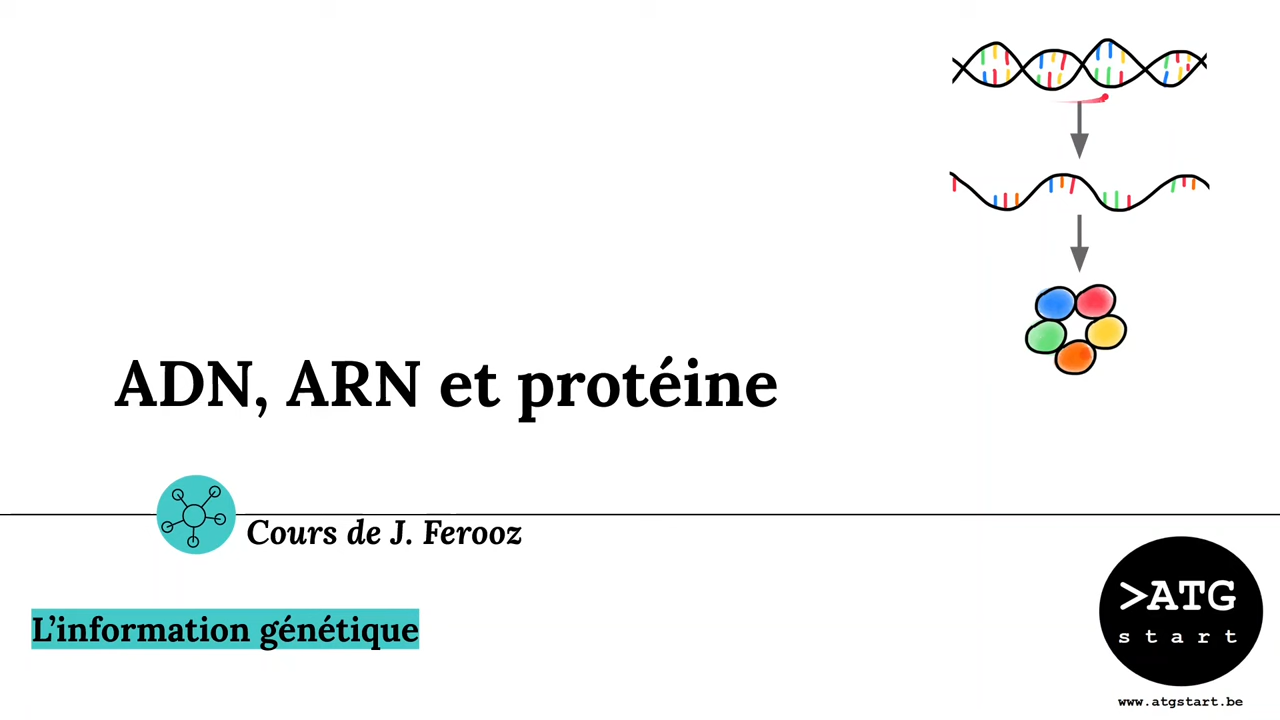 ADN, ARN et protéine
Cours de J. Ferooz
L'information génétique
>ATG
start
www.atgstart.be